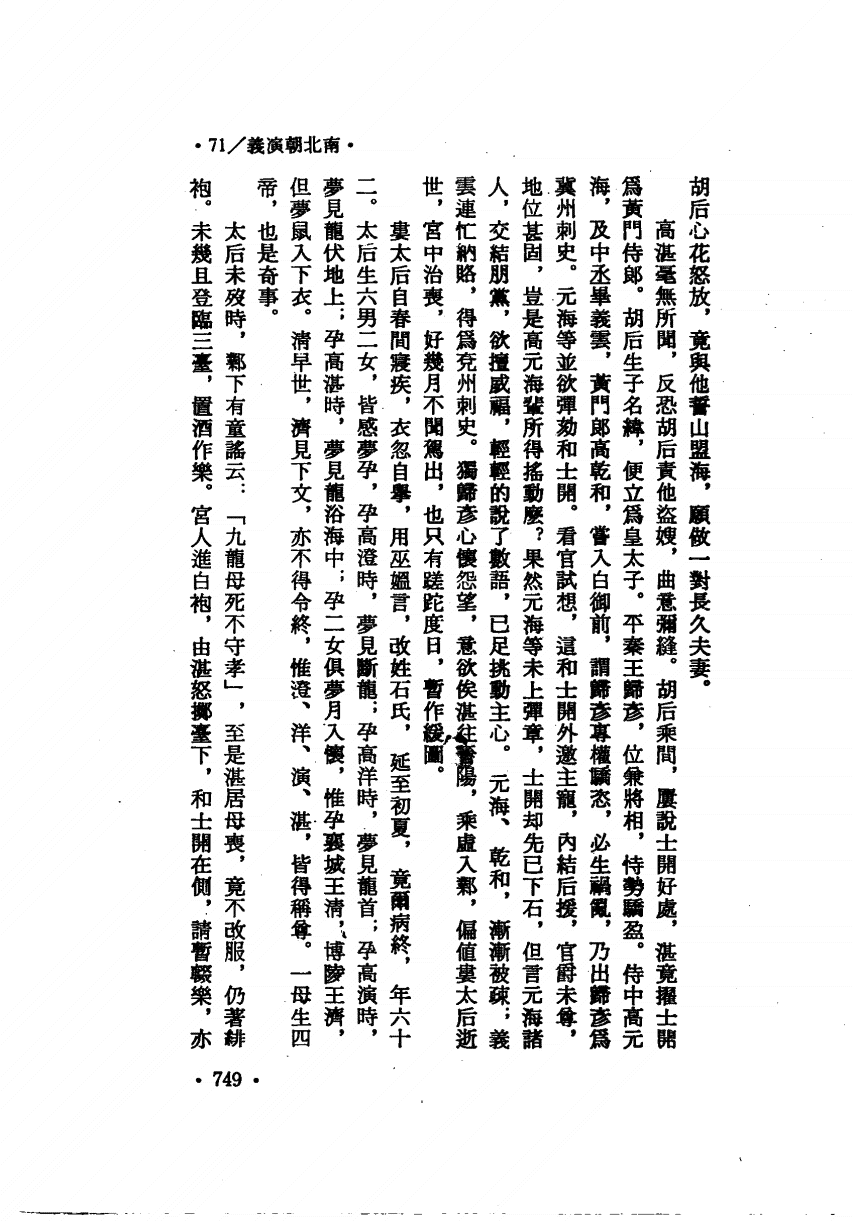 •71／義演朝北南•
胡后心花怒放，竟與他誓山盟海，願做一對長久夫妻。
高湛毫無所聞，反恐胡后責他盜嫂，曲意彌縫。胡后乘間，屢說士開好處，湛竟擢士開
爲黃門侍郎。胡后生子名緯，便立爲皇太子。平秦王歸彥，位兼將相，恃勢驕盈。侍中高元
海，及中丞畢義雲，黃門郎高乾和，嘗入白御前，謂歸彥專權驕恣，必生禍亂，乃出歸彥爲
冀州刺史。元海等並欲彈劾和士開。看官試想，這和士開外邀主寵，內結后援，官爵未尊，
地位甚固，豈是高元海輩所得搖動麼？果然元海等未上彈章，士開却先已下石，但言元海諸
人，交結朋黨，欲擅威福，輕輕的說了數語，已足挑動主心。元海、乾和，漸漸被疎；義
雲連忙納賂，得爲兗州刺史。獨歸彥心懷怨望，意欲俟湛往晉陽，乘虛入鄴，偏值婁太后逝
世，宮中治喪，好幾月不聞駕出，也只有蹉跎度日，暫作緩圖。
婁太后自春間寢疾，衣忽自舉，用巫媼言，改姓石氏，延至初夏，竟爾病終，年六十
二。太后生六男二女，皆感夢孕，孕高澄時，夢見斷龍；孕高洋時，夢見龍首；孕高演時，
夢見龍伏地上；孕高湛時，夢見龍浴海中；孕二女俱夢月入懷，惟孕襄城王淯，博陵王濟，
但夢鼠入下衣。淯早世，濟見下文，亦不得令終，惟澄、洋、演、湛，皆得稱尊。一母生四
帝，也是奇事。
太后未歿時，鄴下有童謠云：「九龍母死不守孝」，至是湛居母喪，竟不改服，仍著緋
袍。未幾且登臨三臺，置酒作樂。宮人進白袍，由湛怒擲臺下，和士開在側，請暫輟樂，亦
•749•